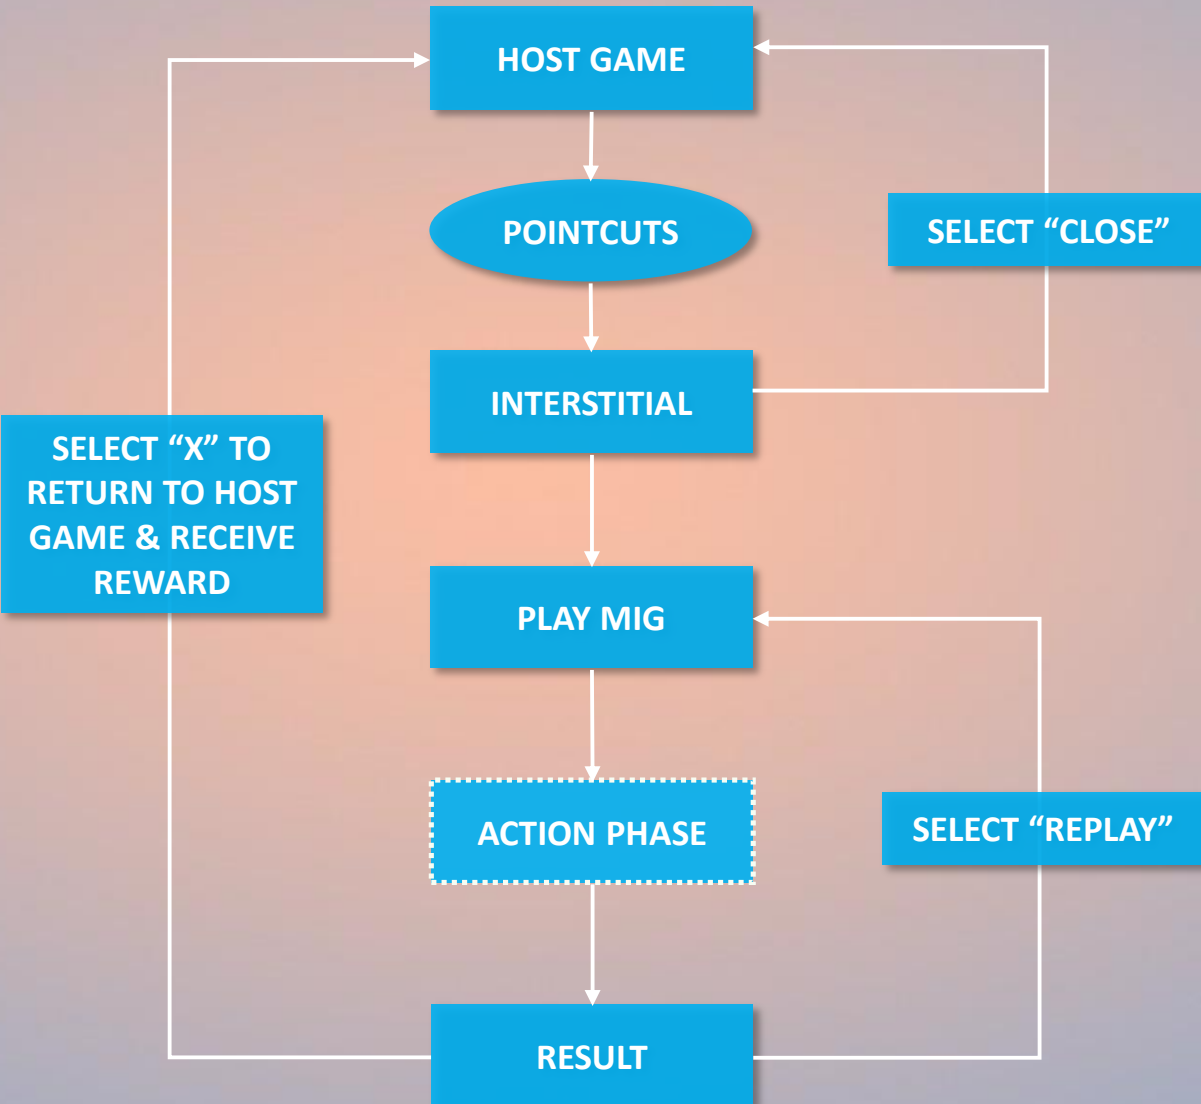 HOST GAME
POINTCUTS
SELECT “CLOSE”
INTERSTITIAL
SELECT “X” TO
RETURN TO HOST
GAME & RECEIVE
REWARD
PLAY MIG
ACTION PHASE
SELECT “REPLAY”
RESULT